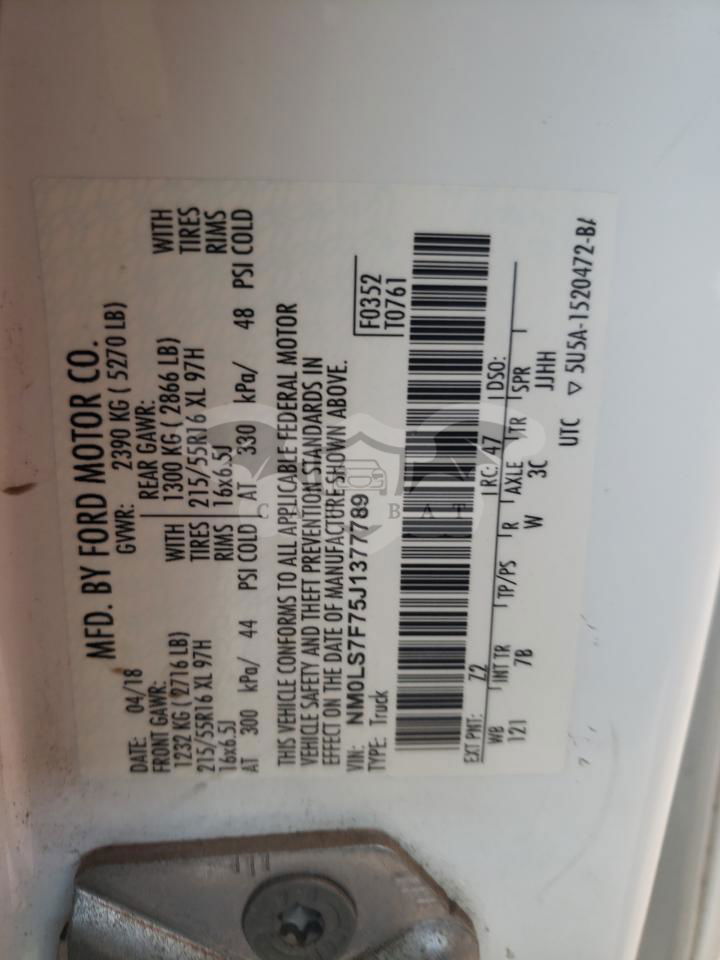 MFD. BY FORD MOTOR CO.
DATE: 04/18 GVWR: 2390 KG ( 5270 LB)
FRONT GAWR: REAR GAWR:
1232 KG ( 2716 LB) WITH 1300 KG ( 2866 LB) WITH
215/55R16 XL 97H TIRES 215/55R16 XL 97H TIRES
16x6.5J RIMS 16x6.5J RIMS
AT 300 kPa/ 44 PSI COLD AT 330 kPa/ 48 PSI COLD
THIS VEHICLE CONFORMS TO ALL APPLICABLE FEDERAL MOTOR
VEHICLE SAFETY AND THEFT PREVENTION STANDARDS IN
EFFECT ON THE DATE OF MANUFACTURE SHOWN ABOVE.
VIN: NM0LS7F75J1377789 F0352
TYPE: Truck T0761
EXT PNT: Z2 RC: 47 DSO:
WB INT TR TP/PS R AXLE TR SPR
121 7B W 3C JJHH
UTC ▽ 5U5A-1520472-BA